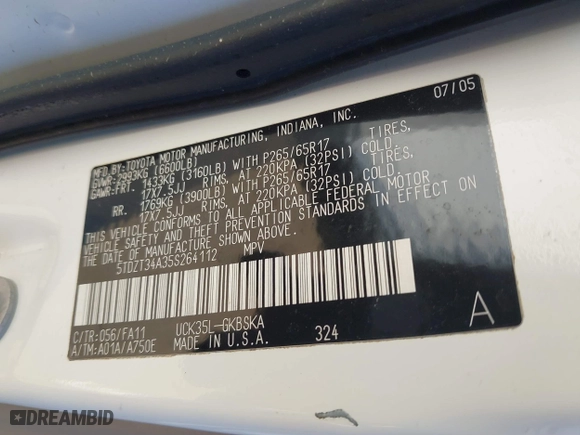 MFD.BY:TOYOTA MOTOR MANUFACTURING, INDIANA, INC. 07/05
GVWR:2993KG (6600LB)
GAWR:FRT. 1433KG (3160LB) WITH P265/65R17 TIRES,
17X7.5JJ RIMS, AT 220KPA (32PSI) COLD.
RR. 1769KG (3900LB) WITH P265/65R17 TIRES,
17X7.5JJ RIMS, AT 220KPA (32PSI) COLD.
THIS VEHICLE CONFORMS TO ALL APPLICABLE FEDERAL MOTOR
VEHICLE SAFETY AND THEFT PREVENTION STANDARDS IN EFFECT ON
THE DATE OF MANUFACTURE SHOWN ABOVE.
5TDZT34A35S264112 MPV
C/TR:056/FA11 UCK35L-GKBSKA
A/TM:A01A/A750E MADE IN U.S.A. 324 A
DREAMBID